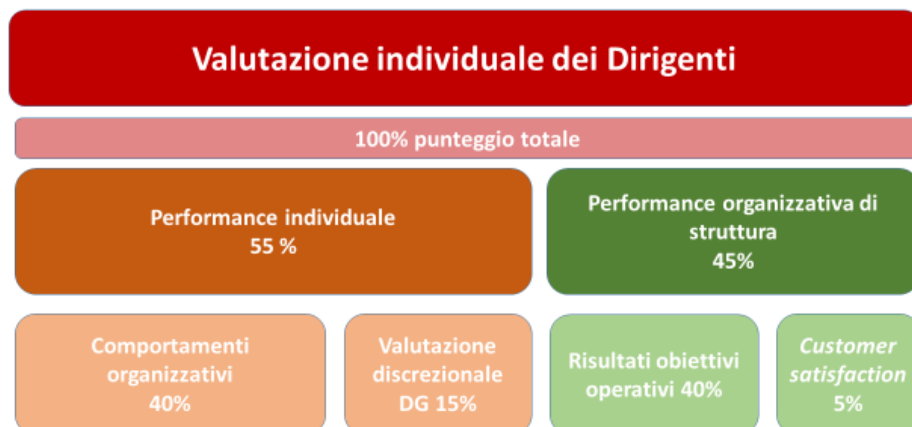 Valutazione individuale dei Dirigenti
100% punteggio totale
Performance individuale
55 %
Performance organizzativa di
struttura
45%
Comportamenti
organizzativi
40%
Valutazione
discrezionale
DG 15%
Risultati obiettivi
operativi 40%
Customer
satisfaction
5%